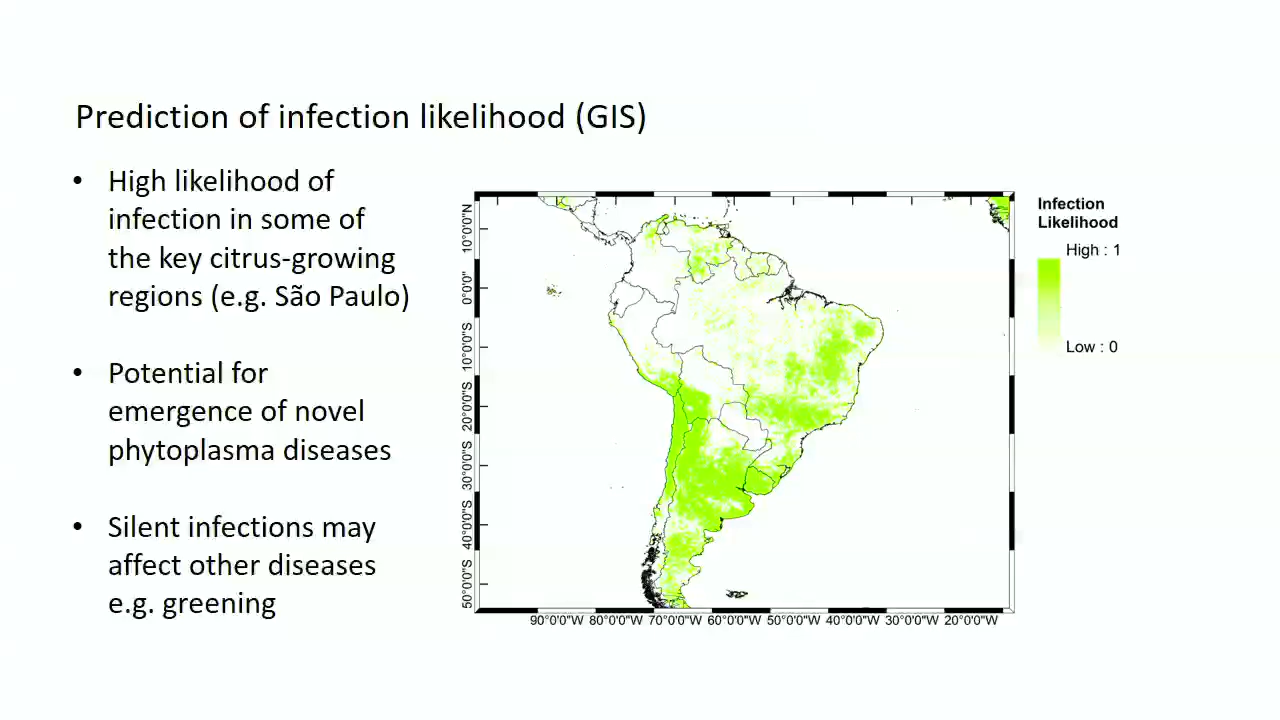 Prediction of infection likelihood (GIS)
• High likelihood of
infection in some of
the key citrus-growing
regions (e.g. São Paulo)
• Potential for
emergence of novel
phytoplasma diseases
• Silent infections may
affect other diseases
e.g. greening
10°0'0"N
0°0'0"
10°0'0"S
20°0'0"S
30°0'0"S
40°0'0"S
50°0'0"S
90°0'0"W 80°0'0"W 70°0'0"W 60°0'0"W 50°0'0"W 40°0'0"W 30°0'0"W 20°0'0"W
Infection
Likelihood
High : 1
Low : 0